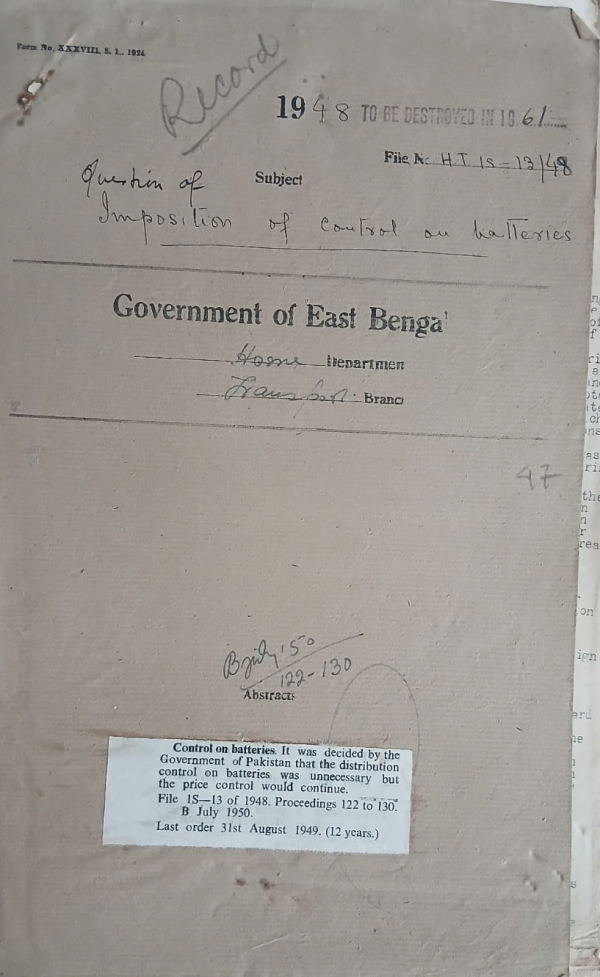 Form No. XXXVIII, S. I., 1924
Record
1948 TO BE DESTROYED IN 1961
File No. H.T 1S-13/48
Question of Subject
Imposition of control on batteries
Government of East Benga
Home Departmen
Transport Branc
47
B July '50
122-130
Abstracts
Control on batteries. It was decided by the
Government of Pakistan that the distribution
control on batteries was unnecessary but
the price control would continue.
File 1S—13 of 1948. Proceedings 122 to 130.
B July 1950.
Last order 31st August 1949. (12 years.)